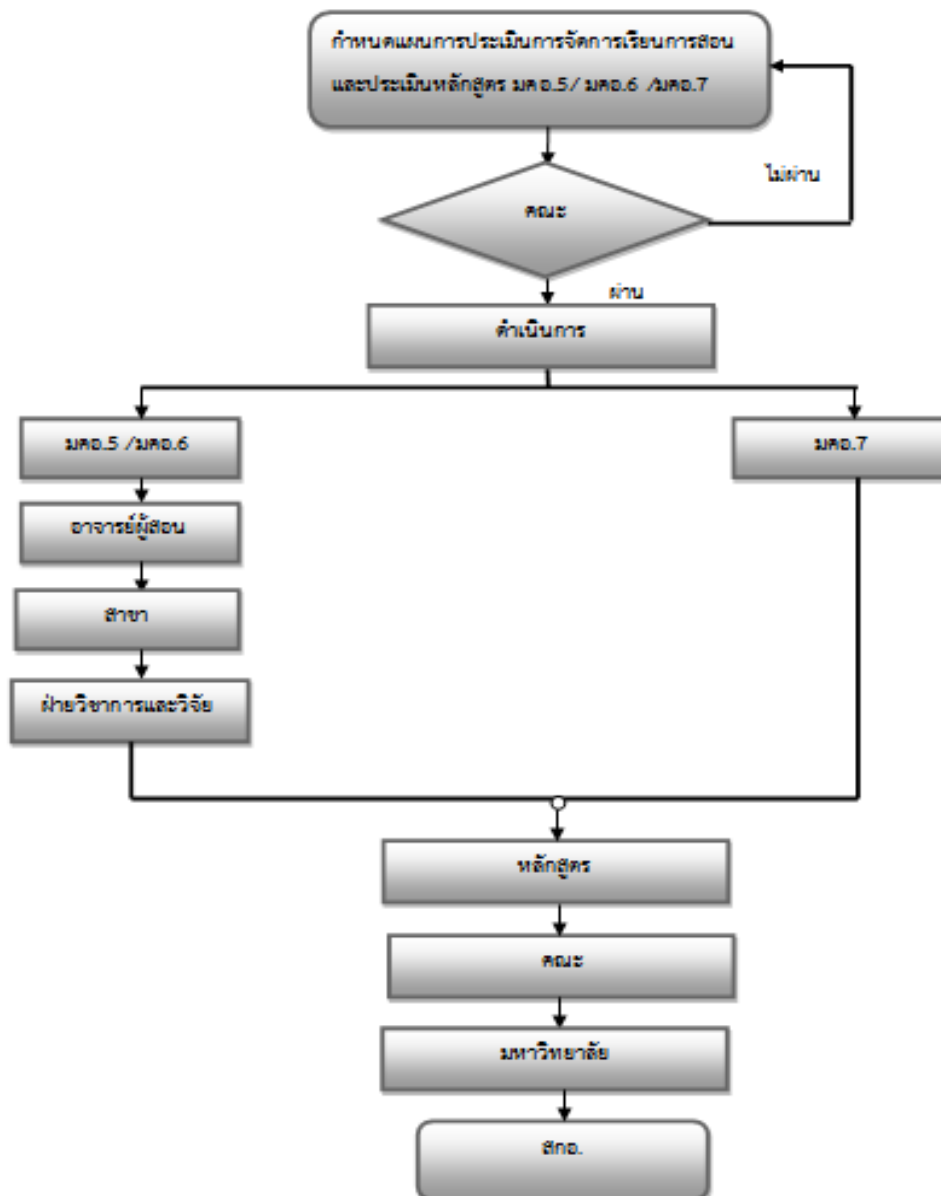 กำหนดแผนการประเมินการจัดการเรียนการสอน
และประเมินหลักสูตร มคอ.5/ มคอ.6 /มคอ.7
ไม่ผ่าน
คณะ
ผ่าน
ดำเนินการ
มคอ.5 /มคอ.6
มคอ.7
อาจารย์ผู้สอน
สาขา
ฝ่ายวิชาการและวิจัย
หลักสูตร
คณะ
มหาวิทยาลัย
สกอ.